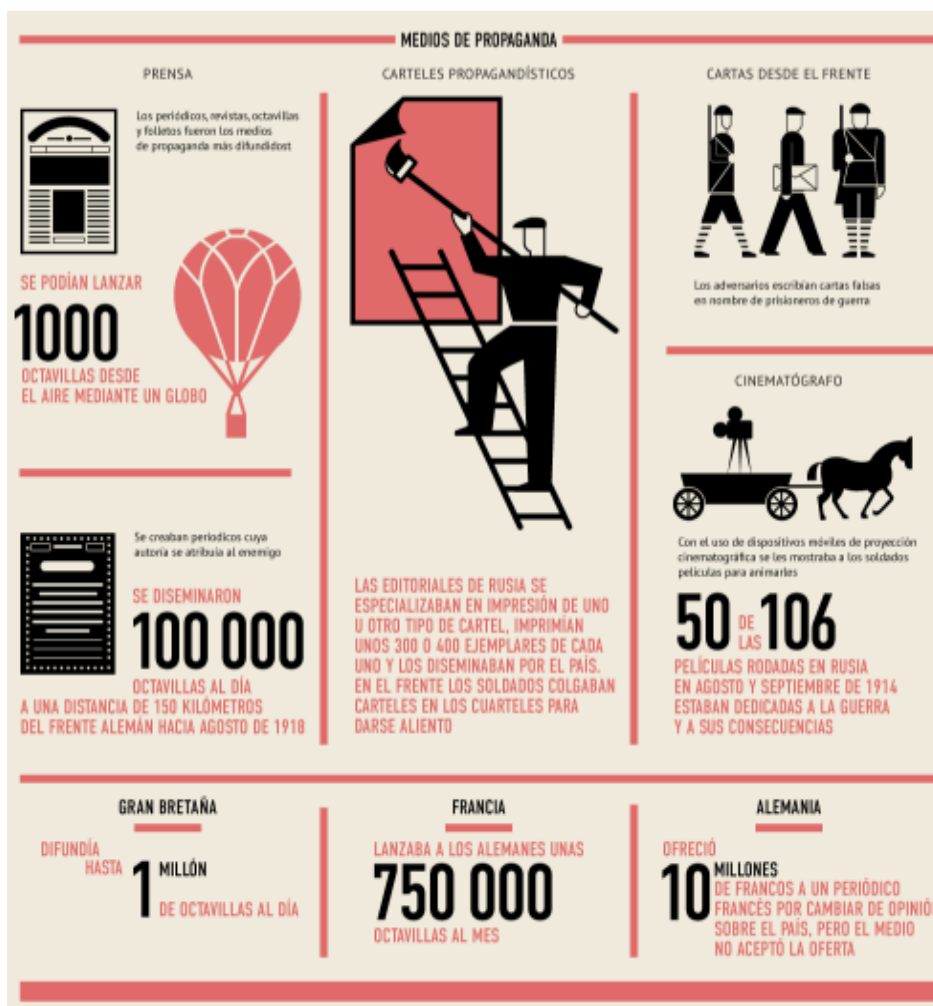 MEDIOS DE PROPAGANDA
PRENSA
Los periódicos, revistas, octavillas
y folletos fueron los medios
de propaganda más difundidost
SE PODÍAN LANZAR
1000
OCTAVILLAS DESDE
EL AIRE MEDIANTE UN GLOBO
Se creaban periodicos cuya
autoría se atribuía al enemigo
SE DISEMINARON
100 000
OCTAVILLAS AL DÍA
A UNA DISTANCIA DE 150 KILÓMETROS
DEL FRENTE ALEMÁN HACIA AGOSTO DE 1918
CARTELES PROPAGANDÍSTICOS
LAS EDITORIALES DE RUSIA SE
ESPECIALIZABAN EN IMPRESIÓN DE UNO
U OTRO TIPO DE CARTEL, IMPRIMÍAN
UNOS 300 O 400 EJEMPLARES DE CADA
UNO Y LOS DISEMINABAN POR EL PAÍS.
EN EL FRENTE LOS SOLDADOS COLGABAN
CARTELES EN LOS CUARTELES PARA
DARSE ALIENTO
CARTAS DESDE EL FRENTE
Los adversarios escribían cartas falsas
en nombre de prisioneros de guerra
CINEMATÓGRAFO
Con el uso de dispositivos móviles de proyección
cinematográfica se les mostraba a los soldados
películas para animarles
50 DE LAS 106
PELÍCULAS RODADAS EN RUSIA
EN AGOSTO Y SEPTIEMBRE DE 1914
ESTABAN DEDICADAS A LA GUERRA
Y A SUS CONSECUENCIAS
GRAN BRETAÑA
DIFUNDÍA
HASTA
1 MILLÓN
DE OCTAVILLAS AL DÍA
FRANCIA
LANZABA A LOS ALEMANES UNAS
750 000
OCTAVILLAS AL MES
ALEMANIA
OFRECIÓ
10 MILLONES
DE FRANCOS A UN PERIÓDICO
FRANCÉS POR CAMBIAR DE OPINIÓ
SOBRE EL PAÍS, PERO EL MEDIO
NO ACEPTÓ LA OFERTA